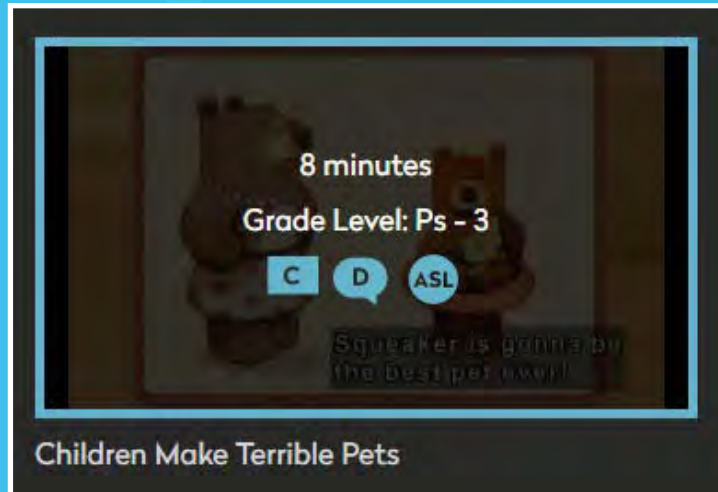 8 minutes
Grade Level: Ps - 3
C D ASL
Squeaker is gonna be
the best pet ever!
Children Make Terrible Pets